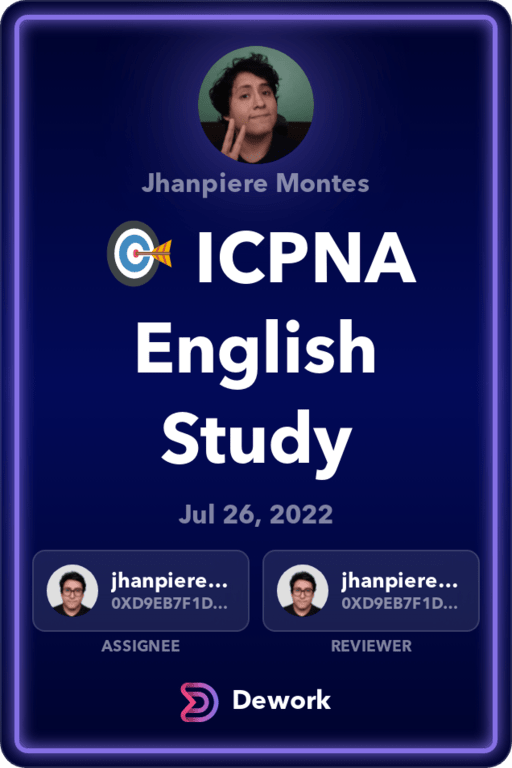 Jhanpiere Montes
🎯 ICPNA
English
Study
Jul 26, 2022
jhanpiere...
0XD9EB7F1D...
ASSIGNEE
jhanpiere...
0XD9EB7F1D...
REVIEWER
Dework